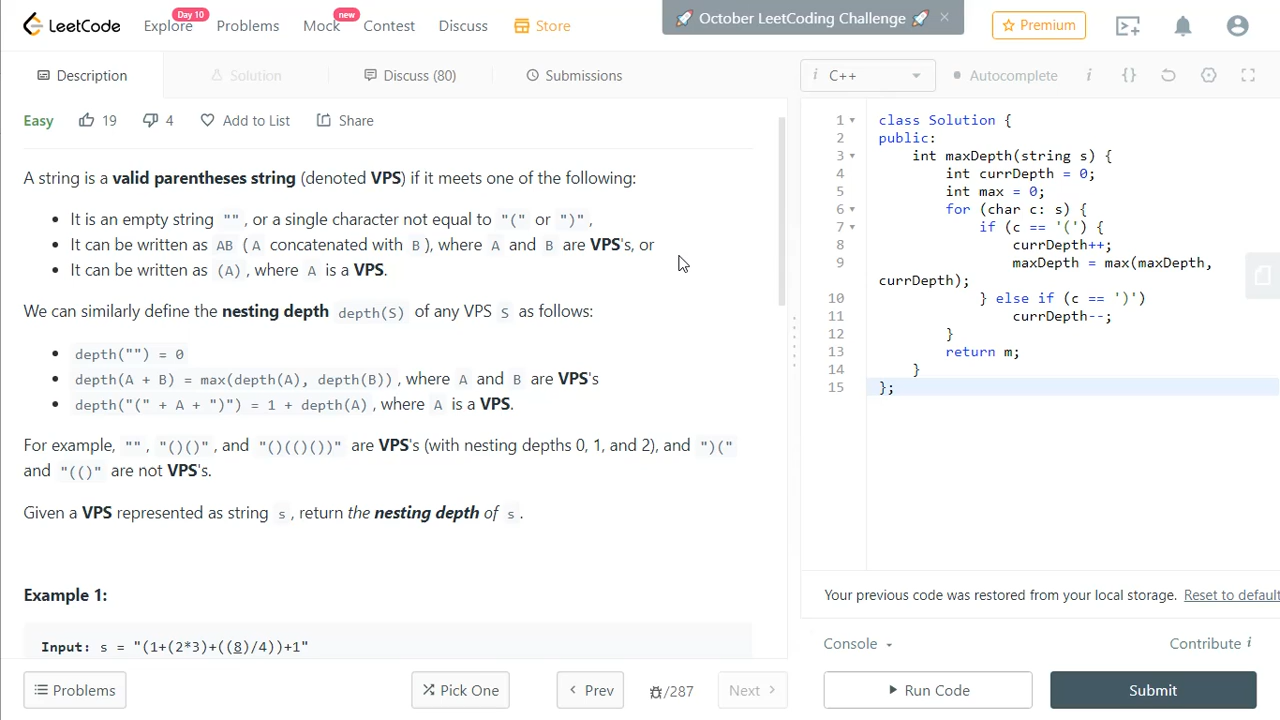 LeetCode
Explore
Day 10
Problems
Mock
new
Contest
Discuss
Store
🚀 October LeetCoding Challenge 🚀 ×
Premium
Description
Solution
Discuss (80)
Submissions
i C++
Autocomplete
i
{}
Easy
19
4
Add to List
Share
A string is a valid parentheses string (denoted VPS) if it meets one of the following:
• It is an empty string "", or a single character not equal to "(" or ")",
• It can be written as AB (A concatenated with B), where A and B are VPS's, or
• It can be written as (A), where A is a VPS.
We can similarly define the nesting depth depth(S) of any VPS S as follows:
• depth("") = 0
• depth(A + B) = max(depth(A), depth(B)), where A and B are VPS's
• depth("(" + A + ")") = 1 + depth(A), where A is a VPS.
For example, "", "()()", and "()(()())" are VPS's (with nesting depths 0, 1, and 2), and ")("
and "(()" are not VPS's.
Given a VPS represented as string s, return the nesting depth of s.
Example 1:
Input: s = "(1+(2*3)+((8)/4))+1"
1 class Solution {
2 public:
3 int maxDepth(string s) {
4 int currDepth = 0;
5 int max = 0;
6 for (char c: s) {
7 if (c == '(') {
8 currDepth++;
9 maxDepth = max(maxDepth,
currDepth);
10 } else if (c == ')')
11 currDepth--;
12 }
13 return m;
14 }
15 };
Your previous code was restored from your local storage. Reset to default
Console
Contribute i
Problems
Pick One
Prev
/287
Next
Run Code
Submit